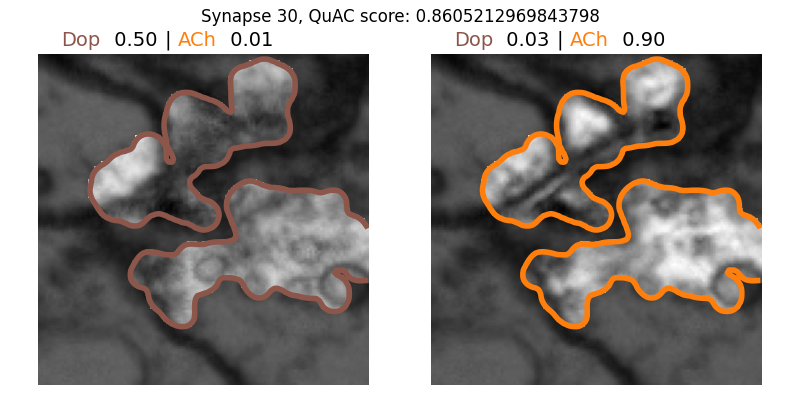 Synapse 30, QuAC score: 0.8605212969843798
Dop 0.50 | ACh 0.01
Dop 0.03 | ACh 0.90